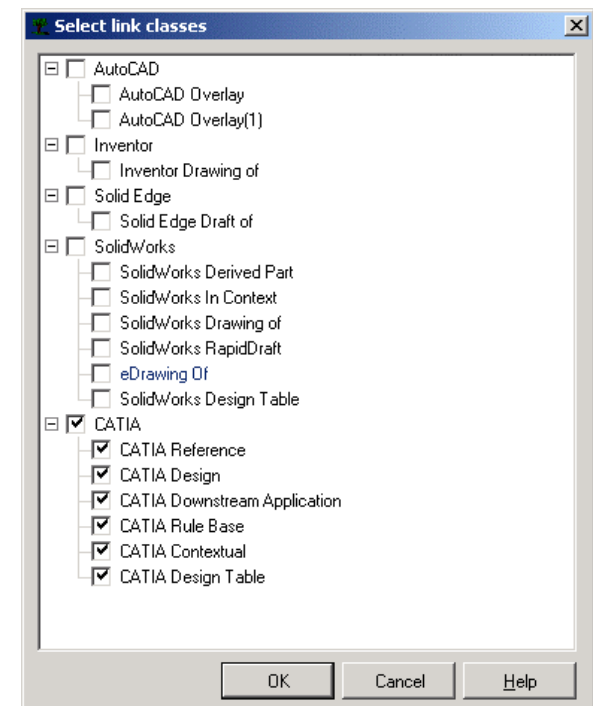 Select link classes
AutoCAD
AutoCAD Overlay
AutoCAD Overlay(1)
Inventor
Inventor Drawing of
Solid Edge
Solid Edge Draft of
SolidWorks
SolidWorks Derived Part
SolidWorks In Context
SolidWorks Drawing of
SolidWorks RapidDraft
eDrawing Of
SolidWorks Design Table
CATIA
CATIA Reference
CATIA Design
CATIA Downstream Application
CATIA Rule Base
CATIA Contextual
CATIA Design Table
OK Cancel Help